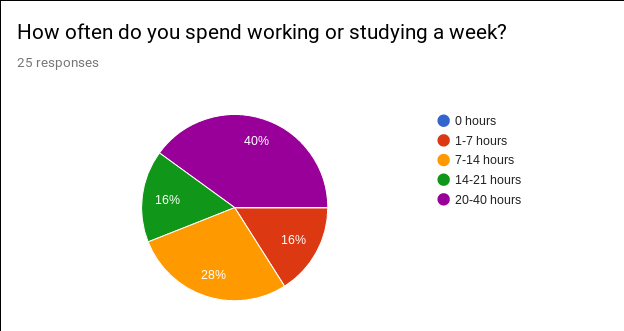 How often do you spend working or studying a week?
25 responses
40%
16%
16%
28%
0 hours
1-7 hours
7-14 hours
14-21 hours
20-40 hours